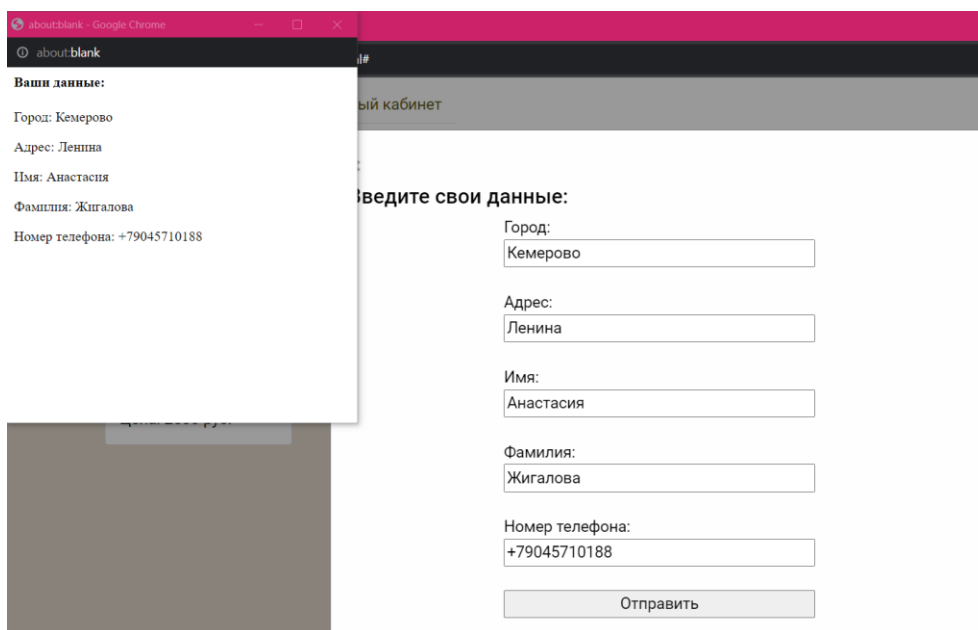 about:blank - Google Chrome
about:blank
Ваши данные:
Город: Кемерово
Адрес: Ленина
Имя: Анастасия
Фамилия: Жигалова
Номер телефона: +79045710188
l#
ый кабинет
:
Введите свои данные:
Город:
Кемерово
Адрес:
Ленина
Имя:
Анастасия
Фамилия:
Жигалова
Номер телефона:
+79045710188
Отправить